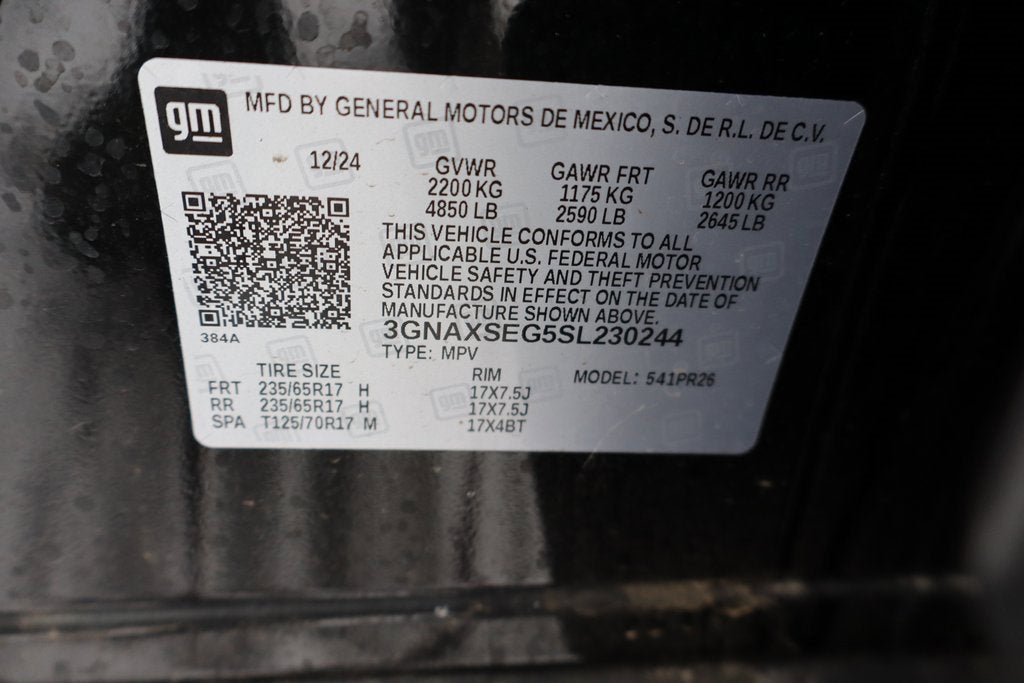 gm
MFD BY GENERAL MOTORS DE MEXICO, S. DE R.L. DE C.V.
12/24 GVWR GAWR FRT GAWR RR
2200 KG 1175 KG 1200 KG
4850 LB 2590 LB 2645 LB
THIS VEHICLE CONFORMS TO ALL
APPLICABLE U.S. FEDERAL MOTOR
VEHICLE SAFETY AND THEFT PREVENTION
STANDARDS IN EFFECT ON THE DATE OF
MANUFACTURE SHOWN ABOVE.
3GNAXSEG5SL230244
384A
TYPE: MPV
TIRE SIZE RIM MODEL: 541PR26
FRT 235/65R17 H 17X7.5J
RR 235/65R17 H 17X7.5J
SPA T125/70R17 M 17X4BT